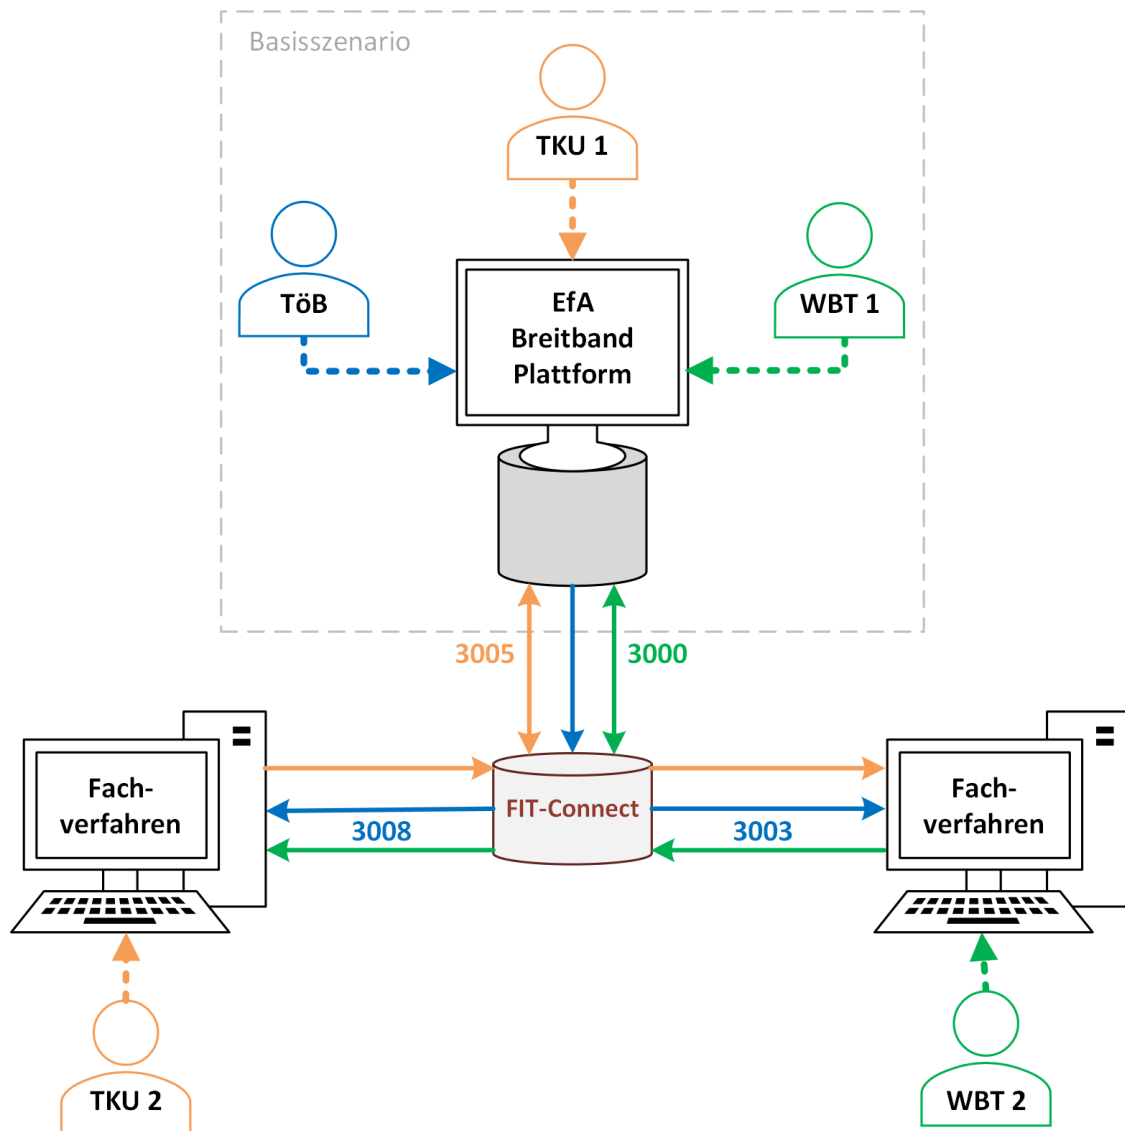 Basisszenario
TKU 1
TöB
WBT 1
EfA
Breitband
Plattform
3005
3000
Fach-
verfahren
FIT-Connect
Fach-
verfahren
3008
3003
TKU 2
WBT 2